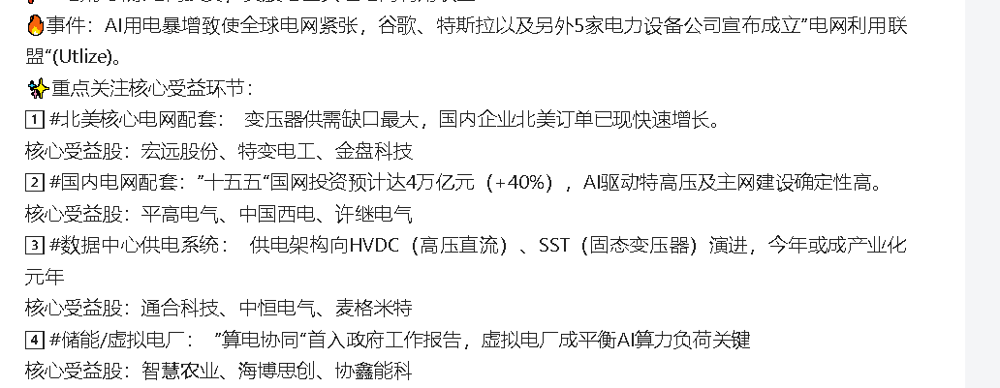 🔥事件：AI用电暴增致使全球电网紧张，谷歌、特斯拉以及另外5家电力设备公司宣布成立”电网利用联
盟“(Utlize)。
✨重点关注核心受益环节：
1️⃣#北美核心电网配套： 变压器供需缺口最大，国内企业北美订单已现快速增长。
核心受益股：宏远股份、特变电工、金盘科技
2️⃣#国内电网配套：”十五五“国网投资预计达4万亿元（+40%），AI驱动特高压及主网建设确定性高。
核心受益股：平高电气、中国西电、许继电气
3️⃣#数据中心供电系统： 供电架构向HVDC（高压直流）、SST（固态变压器）演进，今年或成产业化
元年
核心受益股：通合科技、中恒电气、麦格米特
4️⃣#储能/虚拟电厂： ”算电协同“首入政府工作报告，虚拟电厂成平衡AI算力负荷关键
核心受益股：智慧农业、海博思创、协鑫能科